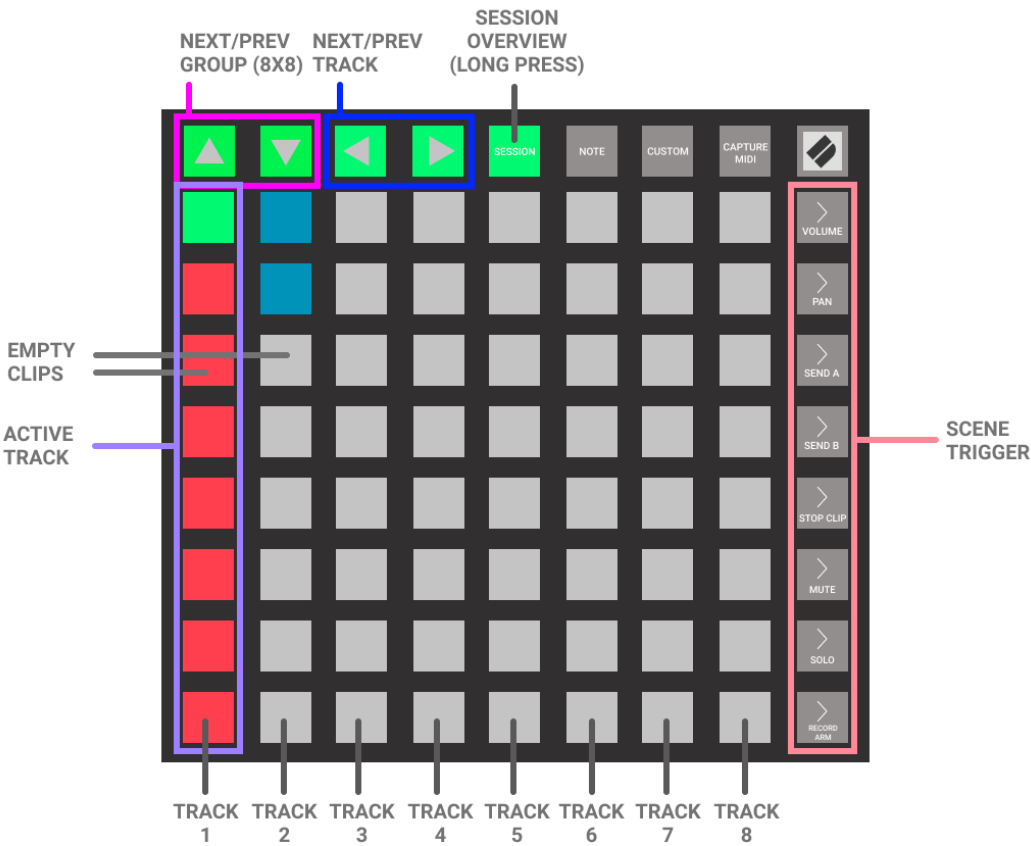 SESSION
OVERVIEW
(LONG PRESS)
NEXT/PREV
GROUP (8X8)
NEXT/PREV
TRACK
SESSION
NOTE
CUSTOM
CAPTURE
MIDI
VOLUME
PAN
EMPTY
CLIPS
SEND A
ACTIVE
TRACK
SEND B
SCENE
TRIGGER
STOP CLIP
MUTE
SOLO
RECORD
ARM
TRACK
1
TRACK
2
TRACK
3
TRACK
4
TRACK
5
TRACK
6
TRACK
7
TRACK
8